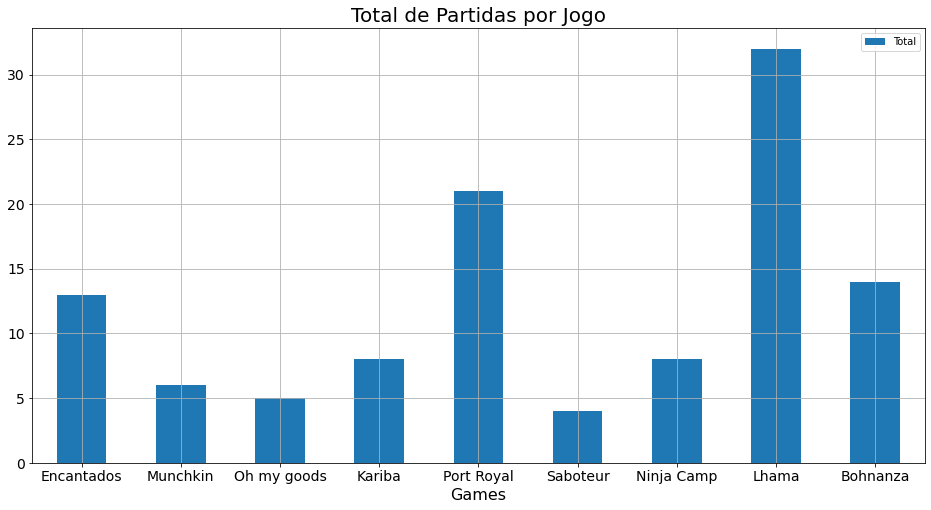 Total de Partidas por Jogo
Total
30
25
20
15
10
5
0
Encantados Munchkin Oh my goods Kariba Port Royal Saboteur Ninja Camp Lhama Bohnanza
Games